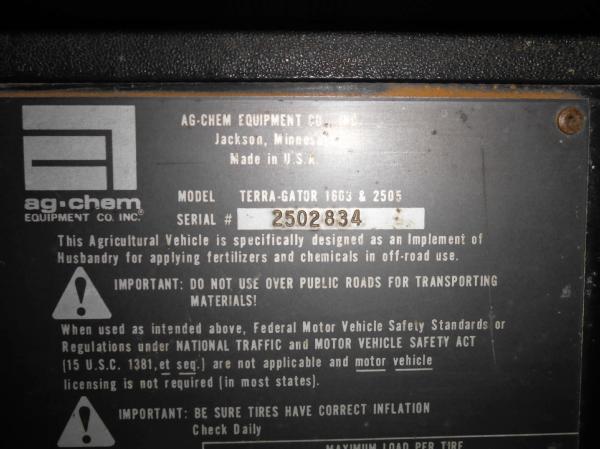 AG-CHEM EQUIPMENT CO., INC.
Jackson, Minnesota
Made in U.S.A.
ag·chem
EQUIPMENT CO. INC.®
MODEL TERRA-GATOR 1603 & 2505
SERIAL # 2502834
This Agricultural Vehicle is specifically designed as an Implement of
Husbandry for applying fertilizers and chemicals in off-road use.
IMPORTANT: DO NOT USE OVER PUBLIC ROADS FOR TRANSPORTING
MATERIALS!
When used as intended above, Federal Motor Vehicle Safety Standards or
Regulations under NATIONAL TRAFFIC and MOTOR VEHICLE SAFETY ACT
(15 U.S.C. 1381, et seq.) are not applicable and motor vehicle
licensing is not required (in most states).
IMPORTANT: BE SURE TIRES HAVE CORRECT INFLATION
Check Daily
MAXIMUM LOAD PER TIRE